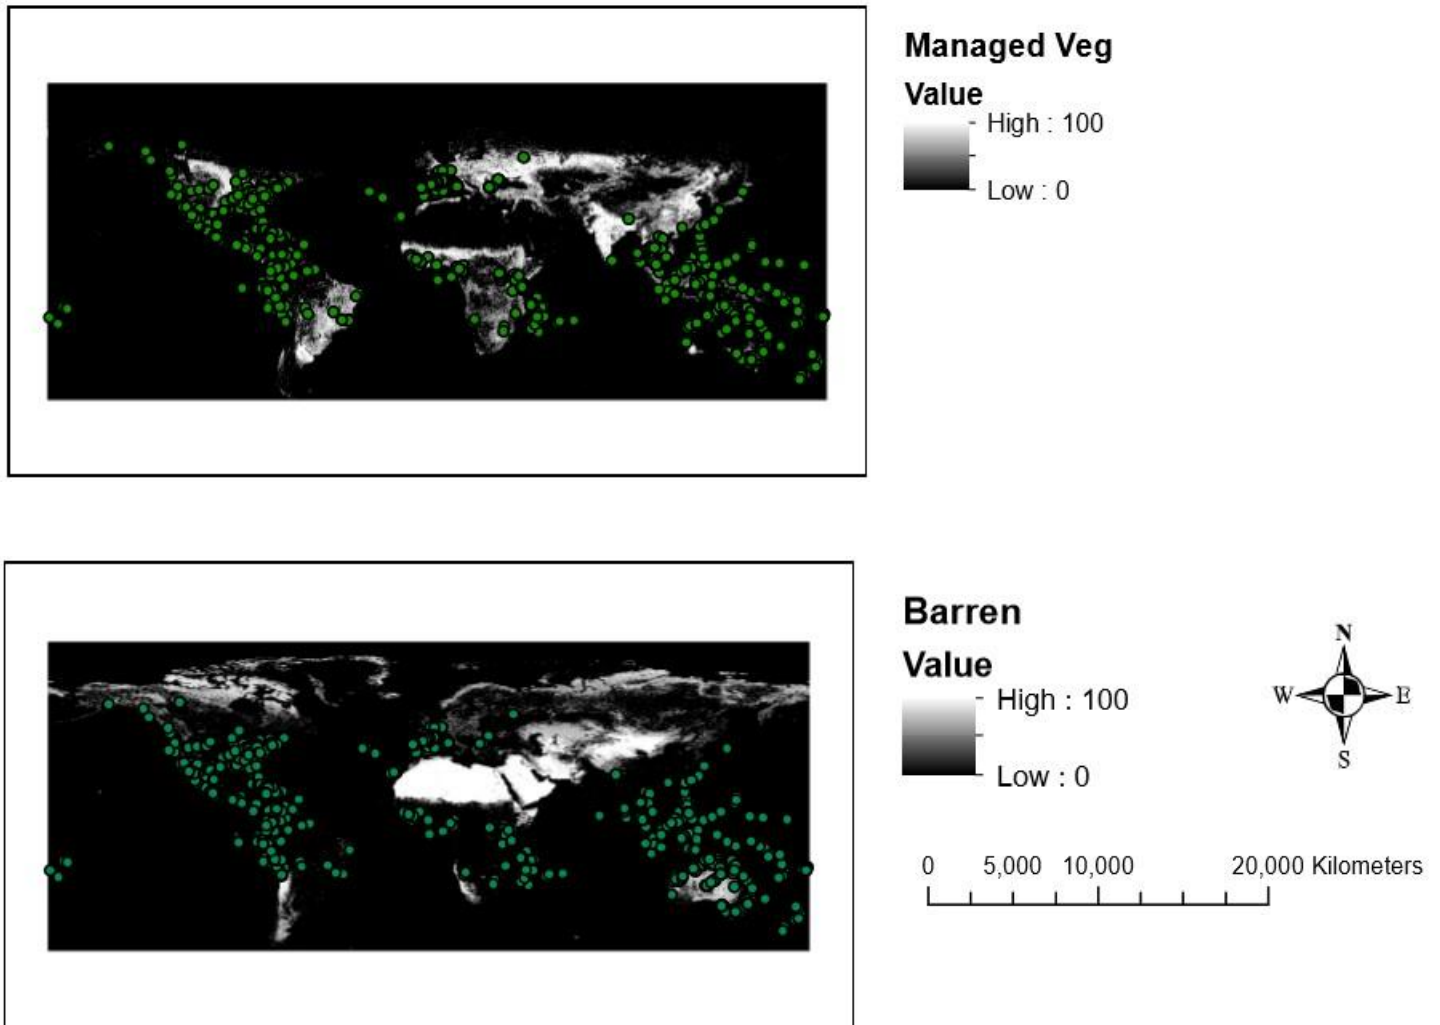 Managed Veg
Value
High : 100
Low : 0
Barren
Value
High : 100
Low : 0
N
W E
S
0 5,000 10,000 20,000 Kilometers